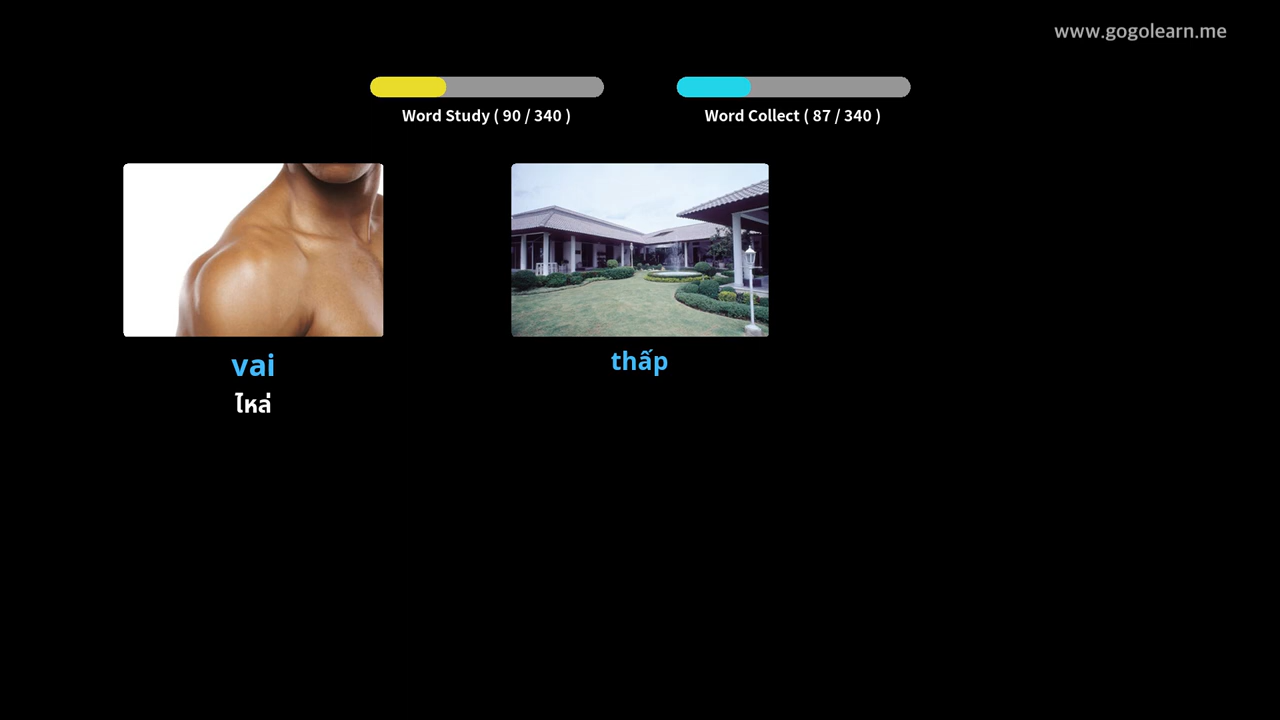 www.gogolearn.me
Word Study ( 90 / 340 )
Word Collect ( 87 / 340 )
vai
ไหล่
thấp